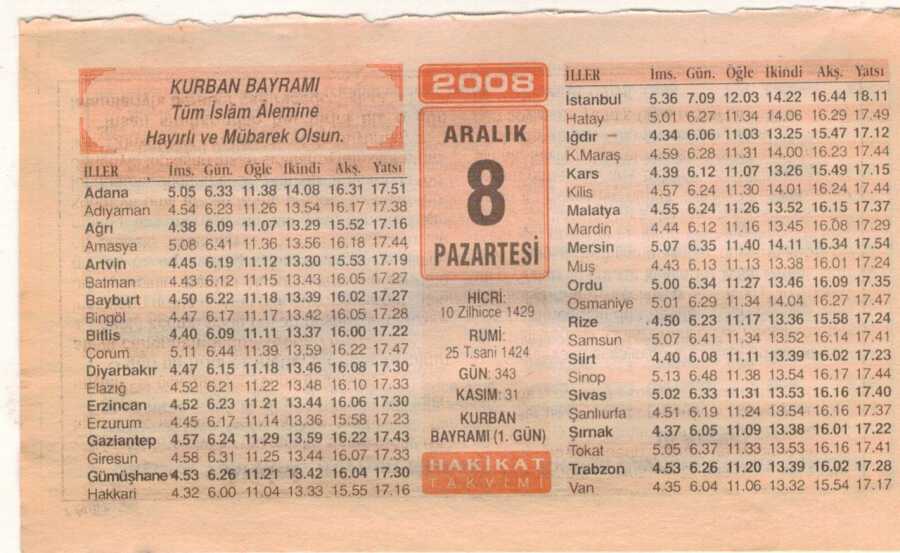 KURBAN BAYRAMI
Tüm İslâm Âlemine
Hayırlı ve Mübarek Olsun.
İLLER İms. Gün. Öğle İkindi Akş. Yatsı
Adana 5.05 6.33 11.38 14.08 16.31 17.51
Adıyaman 4.54 6.23 11.26 13.54 16.17 17.38
Ağrı 4.38 6.09 11.07 13.29 15.52 17.16
Amasya 5.08 6.41 11.36 13.56 16.18 17.44
Artvin 4.45 6.19 11.12 13.30 15.53 17.19
Batman 4.43 6.12 11.15 13.43 16.05 17.27
Bayburt 4.50 6.22 11.18 13.39 16.02 17.27
Bingöl 4.47 6.17 11.17 13.42 16.05 17.28
Bitlis 4.40 6.09 11.11 13.37 16.00 17.22
Çorum 5.11 6.44 11.39 13.59 16.22 17.47
Diyarbakır 4.47 6.15 11.18 13.46 16.08 17.30
Elazığ 4.52 6.21 11.22 13.48 16.10 17.33
Erzincan 4.52 6.23 11.21 13.44 16.06 17.30
Erzurum 4.45 6.17 11.14 13.36 15.58 17.23
Gaziantep 4.57 6.24 11.29 13.59 16.22 17.43
Giresun 4.58 6.31 11.25 13.44 16.07 17.33
Gümüşhane 4.53 6.26 11.21 13.42 16.04 17.30
Hakkari 4.32 6.00 11.04 13.33 15.55 17.16
2008
ARALIK
8
PAZARTESİ
HİCRİ:
10 Zilhicce 1429
RUMİ:
25 T.sani 1424
GÜN: 343
KASIM: 31
KURBAN
BAYRAMI (1. GÜN)
HAKİKAT
TAKVİMİ
İLLER İms. Gün. Öğle İkindi Akş. Yatsı
İstanbul 5.36 7.09 12.03 14.22 16.44 18.11
Hatay 5.01 6.27 11.34 14.06 16.29 17.49
Iğdır 4.34 6.06 11.03 13.25 15.47 17.12
K.Maraş 4.59 6.28 11.31 14.00 16.23 17.44
Kars 4.39 6.12 11.07 13.26 15.49 17.15
Kilis 4.57 6.24 11.30 14.01 16.24 17.44
Malatya 4.55 6.24 11.26 13.52 16.15 17.37
Mardin 4.44 6.12 11.16 13.45 16.08 17.29
Mersin 5.07 6.35 11.40 14.11 16.34 17.54
Muş 4.43 6.13 11.13 13.38 16.01 17.24
Ordu 5.00 6.34 11.27 13.46 16.09 17.35
Osmaniye 5.01 6.29 11.34 14.04 16.27 17.47
Rize 4.50 6.23 11.17 13.36 15.58 17.24
Samsun 5.07 6.41 11.34 13.52 16.14 17.41
Siirt 4.40 6.08 11.11 13.39 16.02 17.23
Sinop 5.13 6.48 11.38 13.54 16.17 17.44
Sivas 5.02 6.33 11.31 13.53 16.16 17.40
Şanlıurfa 4.51 6.19 11.24 13.54 16.16 17.37
Şırnak 4.37 6.05 11.09 13.38 16.01 17.22
Tokat 5.05 6.37 11.33 13.53 16.16 17.41
Trabzon 4.53 6.26 11.20 13.39 16.02 17.28
Van 4.35 6.04 11.06 13.32 15.54 17.17